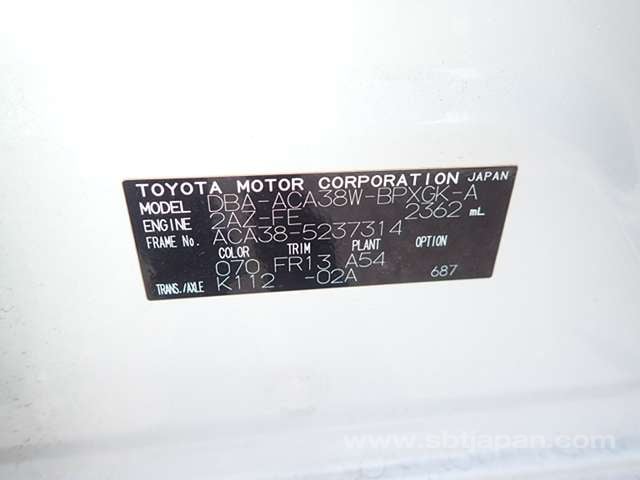 TOYOTA MOTOR CORPORATION JAPAN
MODEL DBA-ACA38W-BPXGK-A
ENGINE 2AZ-FE 2362 mL
FRAME No. ACA38-5237314
COLOR TRIM PLANT OPTION
070 FR13 A54
TRANS./AXLE K112 -02A 687
www.sbtjapan.com